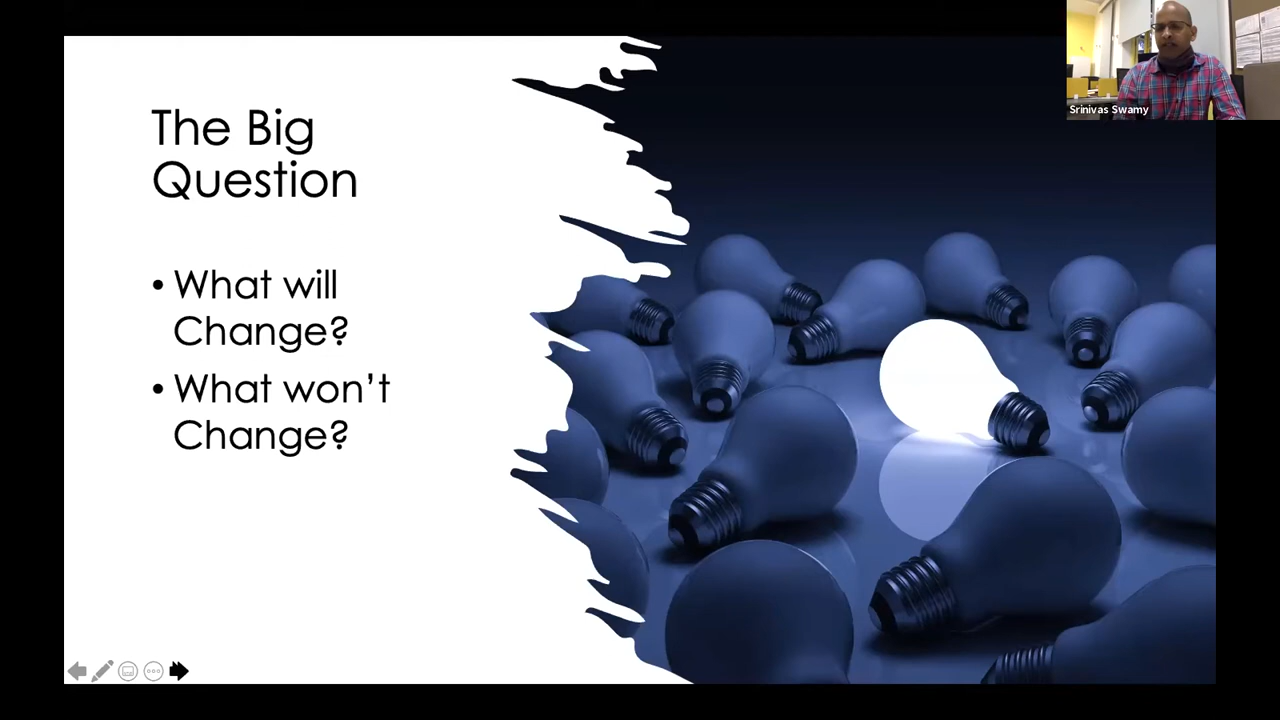 The Big
Question
• What will
Change?
• What won't
Change?
Srinivas Swamy